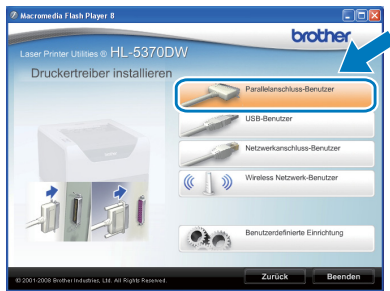 Macromedia Flash Player 8
brother
Laser Printer Utilities ® HL-5370DW
Druckertreiber installieren
Parallelanschluss-Benutzer
USB-Benutzer
Netzwerkanschluss-Benutzer
Wireless Netzwerk-Benutzer
Benutzerdefinierte Einrichtung
© 2001-2008 Brother Industries, Ltd. All Rights Reserved.
Zurück
Beenden